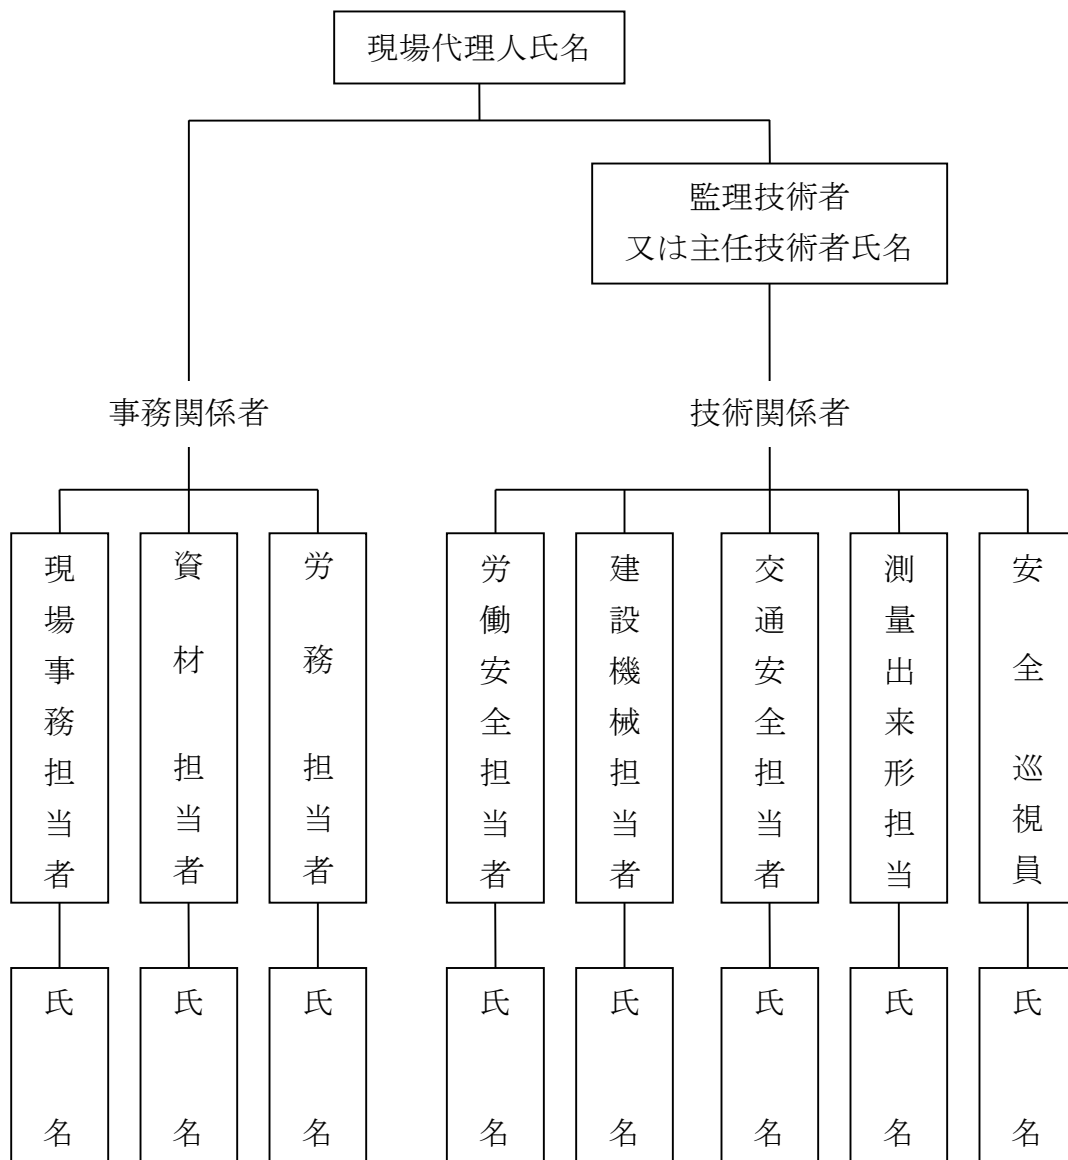 現場代理人氏名
監理技術者
又は主任技術者氏名
事務関係者
技術関係者
現場事務担当者
資材担当者
労務担当者
労働安全担当者
建設機械担当者
交通安全担当者
測量出来形担当
安全巡視員
氏名
氏名
氏名
氏名
氏名
氏名
氏名
氏名